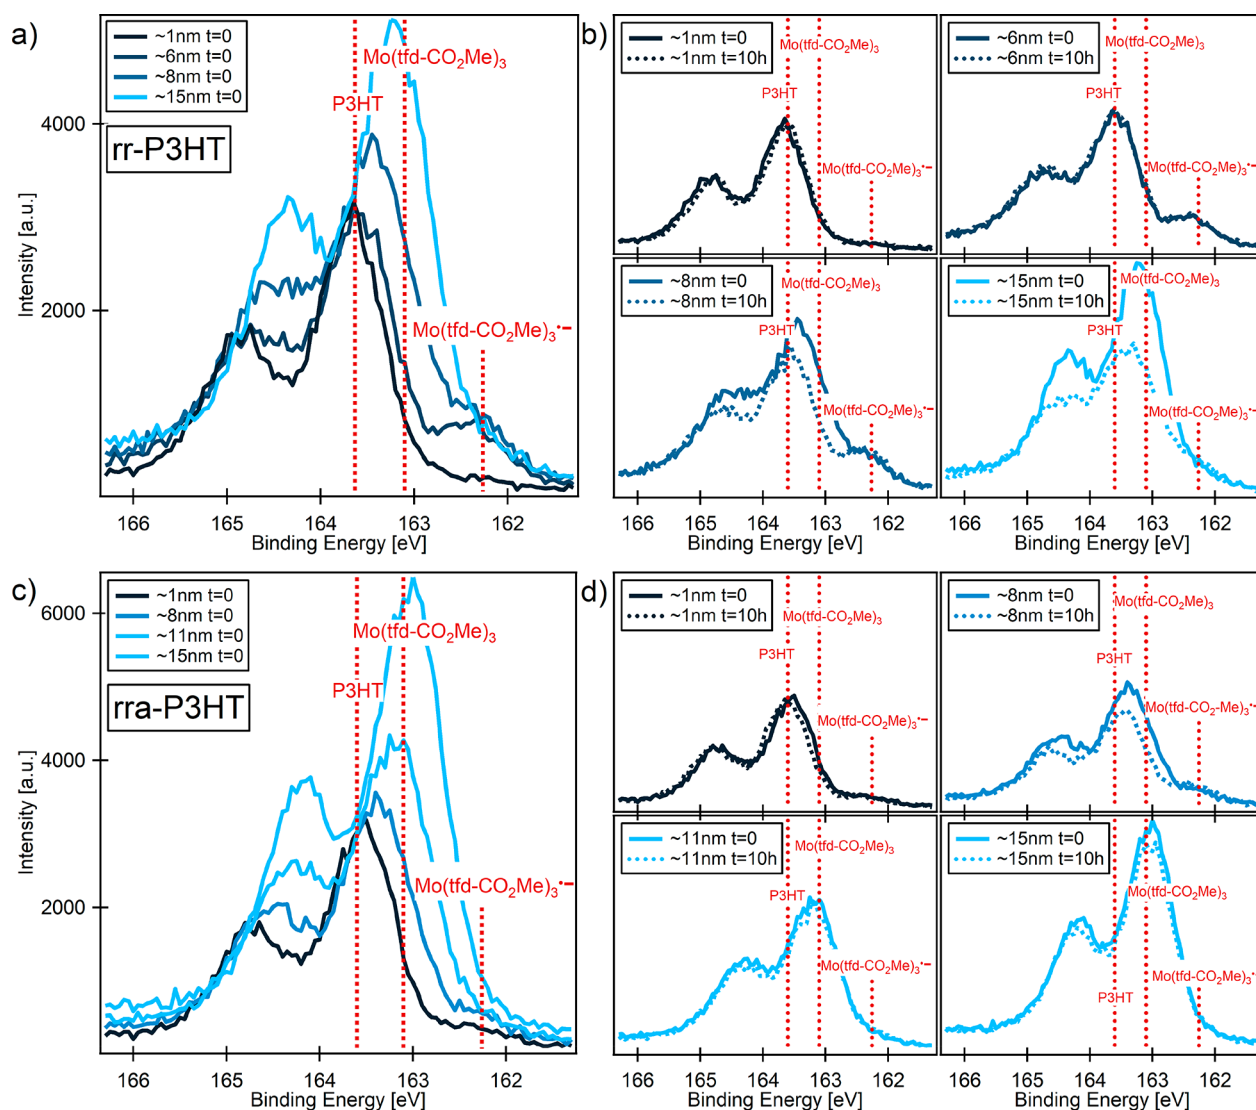 a)
~1nm t=0
~6nm t=0
~8nm t=0
~15nm t=0
rr-P3HT
Mo(tfd-CO₂Me)₃
P3HT
Mo(tfd-CO₂Me)₃•−
4000
2000
Intensity [a.u.]
166 165 164 163 162
Binding Energy [eV]
b)
~1nm t=0
~1nm t=10h
Mo(tfd-CO₂Me)₃
P3HT
Mo(tfd-CO₂Me)₃•−
~6nm t=0
~6nm t=10h
Mo(tfd-CO₂Me)₃
P3HT
Mo(tfd-CO₂Me)₃•−
~8nm t=0
~8nm t=10h
Mo(tfd-CO₂Me)₃
P3HT
Mo(tfd-CO₂Me)₃•−
166 165 164 163 162
Binding Energy [eV]
~15nm t=0
~15nm t=10h
Mo(tfd-CO₂Me)₃
P3HT
Mo(tfd-CO₂Me)₃•−
166 165 164 163 162
Binding Energy [eV]
c)
~1nm t=0
~8nm t=0
~11nm t=0
~15nm t=0
rra-P3HT
Mo(tfd-CO₂Me)₃
P3HT
Mo(tfd-CO₂Me)₃•−
6000
4000
2000
Intensity [a.u.]
166 165 164 163 162
Binding Energy [eV]
d)
~1nm t=0
~1nm t=10h
Mo(tfd-CO₂Me)₃
P3HT
Mo(tfd-CO₂Me)₃•−
~8nm t=0
~8nm t=10h
Mo(tfd-CO₂Me)₃
P3HT
Mo(tfd-CO₂-Me)₃•−
~11nm t=0
~11nm t=10h
Mo(tfd-CO₂Me)₃
P3HT
Mo(tfd-CO₂Me)₃•−
166 165 164 163 162
Binding Energy [eV]
~15nm t=0
~15nm t=10h
Mo(tfd-CO₂Me)₃
Mo(tfd-CO₂Me)₃•−
P3HT
166 165 164 163 162
Binding Energy [eV]